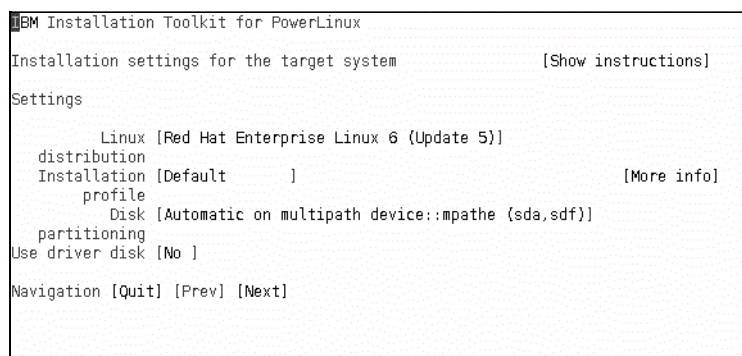 IBM Installation Toolkit for PowerLinux
Installation settings for the target system [Show instructions]
Settings
Linux [Red Hat Enterprise Linux 6 (Update 5)]
distribution
Installation [Default ] [More info]
profile
Disk [Automatic on multipath device::mpathe (sda,sdf)]
partitioning
Use driver disk [No ]
Navigation [Quit] [Prev] [Next]